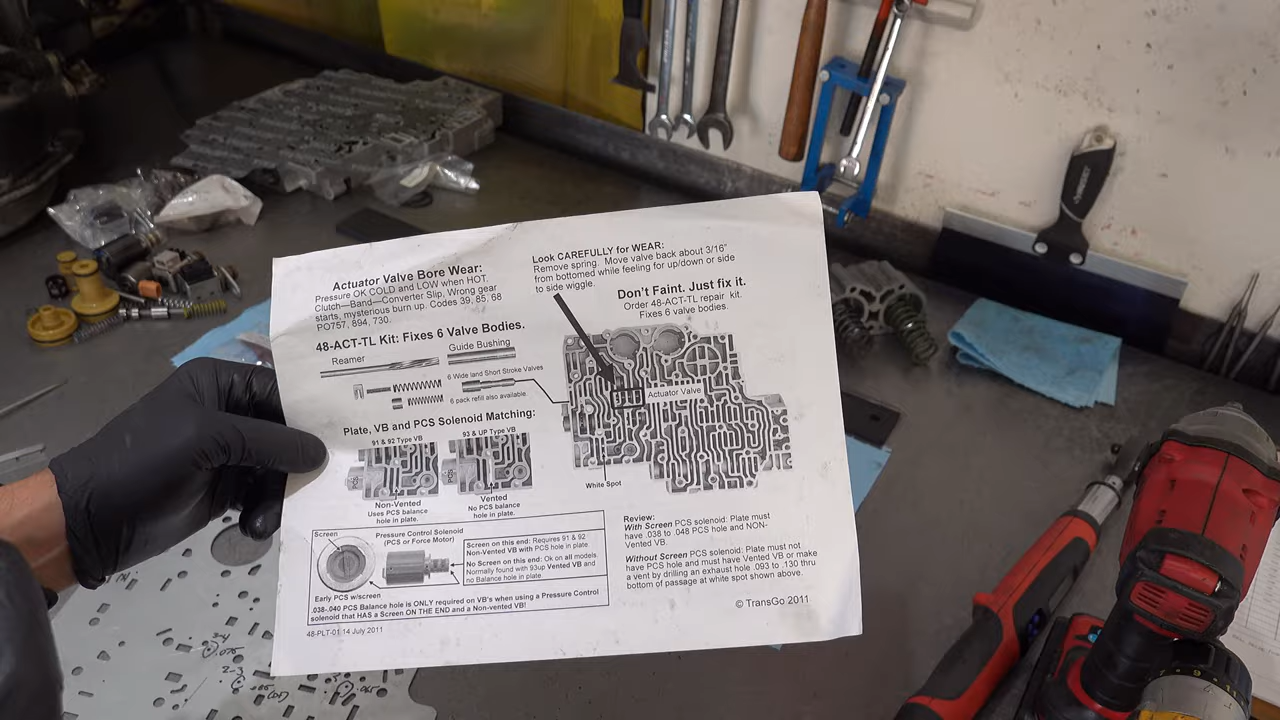 Actuator Valve Bore Wear:
Pressure OK COLD and LOW when HOT.
Clutch—Band—Converter Slip, Wrong gear
starts, mysterious burn up. Codes 39, 85, 68
PO757, 894, 730.
48-ACT-TL Kit: Fixes 6 Valve Bodies.
Reamer
Guide Bushing
6 Wide land Short Stroke Valves
6 pack refill also available.
Look CAREFULLY for WEAR:
Remove spring. Move valve back about 3/16"
from bottomed while feeling for up/down or side
to side wiggle.
Don't Faint. Just fix it.
Order 48-ACT-TL repair kit.
Fixes 6 valve bodies.
Actuator Valve
White Spot
Plate, VB and PCS Solenoid Matching:
91 & 92 Type VB
93 & UP Type VB
PCS
PCS
Non-Vented
Uses PCS balance
hole in plate.
Vented
No PCS balance
hole in plate.
Screen
Pressure Control Solenoid
(PCS or Force Motor)
Screen on this end: Requires 91 & 92
Non-Vented VB with PCS hole in plate
No Screen on this end: Ok on all models.
Normally found with 93up Vented VB and
no Balance hole in plate.
Early PCS w/screen
.038-.040 PCS Balance hole is ONLY required on VB's when using a Pressure Control
solenoid that HAS a Screen ON THE END and a Non-vented VB!
48-PLT-01 14 July 2011
Review:
With Screen PCS solenoid: Plate must
have .038 to .048 PCS hole and NON-
Vented VB.
Without Screen PCS solenoid: Plate must not
have PCS hole and must have Vented VB or make
a vent by drilling an exhaust hole .093 to .130 thru
bottom of passage at white spot shown above.
© TransGo 2011
2-3